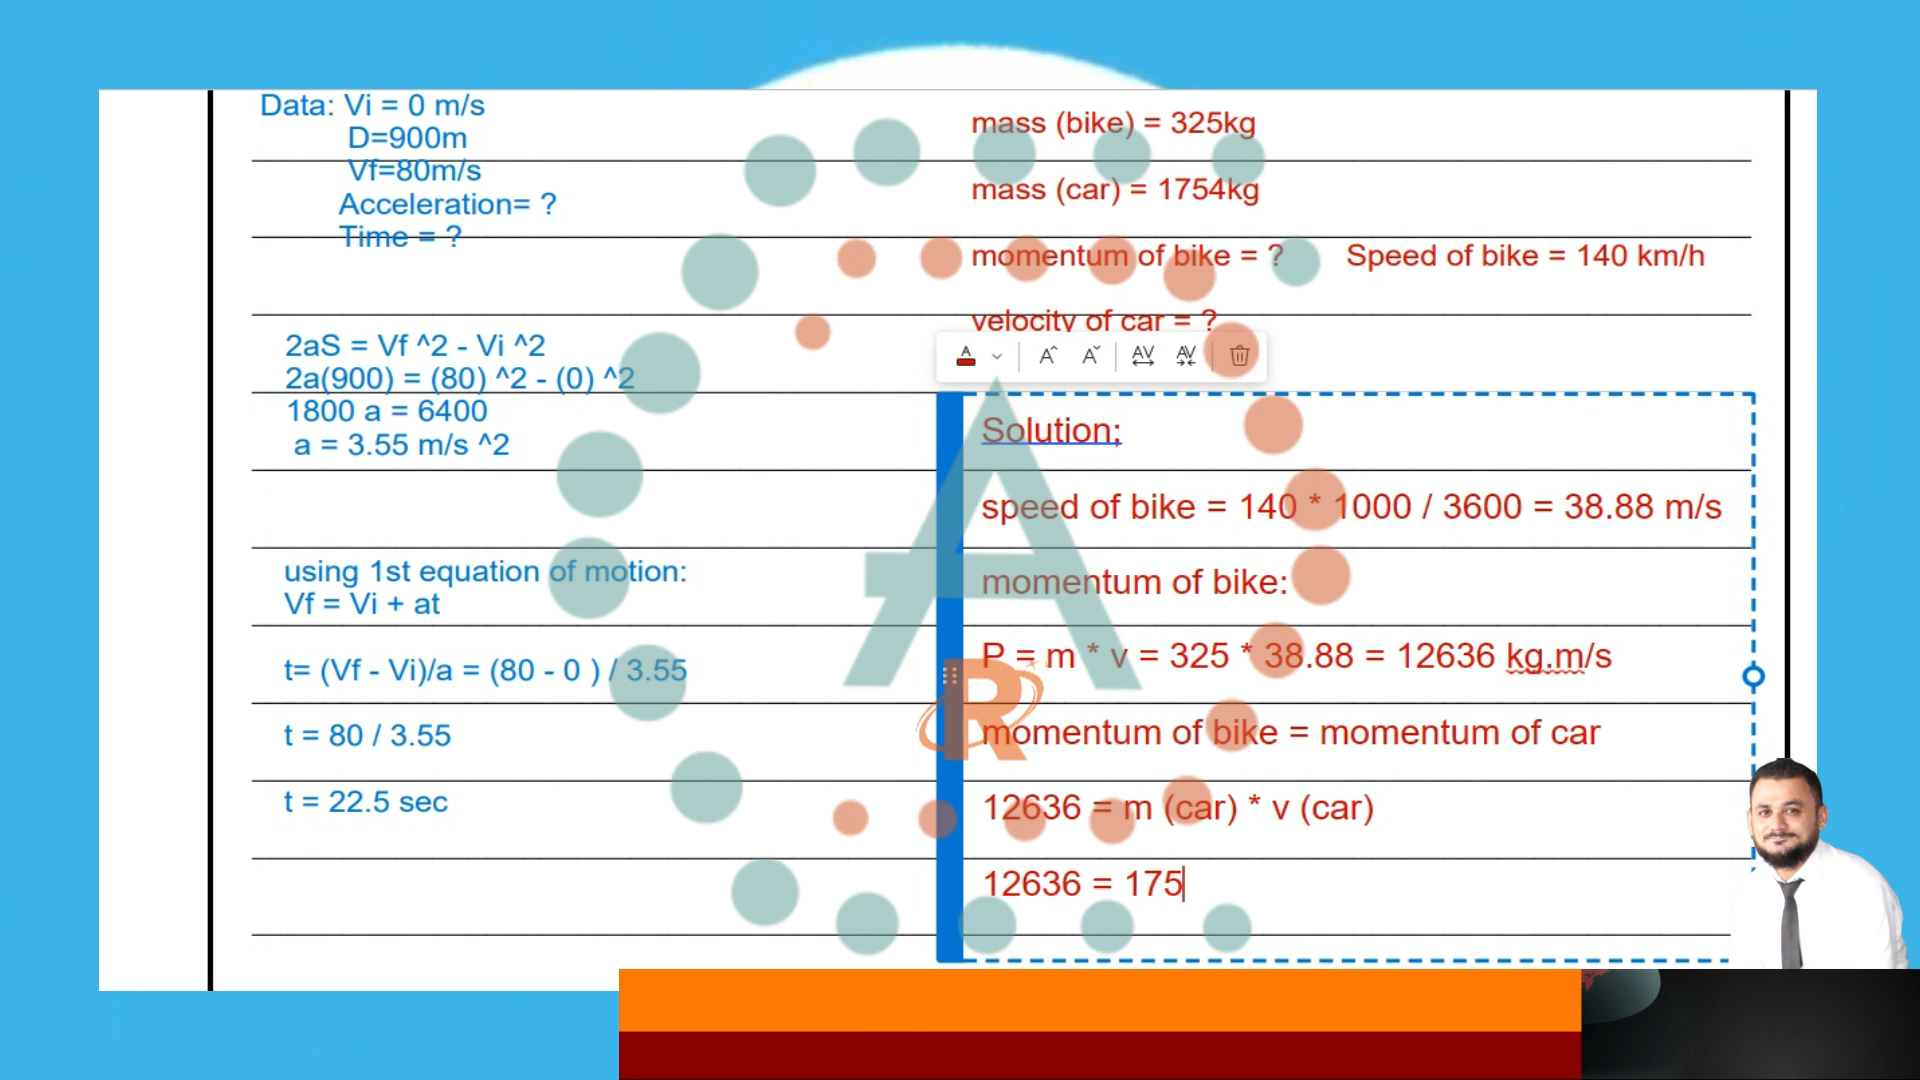 Data: Vi = 0 m/s
D=900m
Vf=80m/s
Acceleration= ?
Time = ?
2aS = Vf ^2 - Vi ^2
2a(900) = (80) ^2 - (0) ^2
1800 a = 6400
a = 3.55 m/s ^2
using 1st equation of motion:
Vf = Vi + at
t= (Vf - Vi)/a = (80 - 0 ) / 3.55
t = 80 / 3.55
t = 22.5 sec
mass (bike) = 325kg
mass (car) = 1754kg
momentum of bike = ? Speed of bike = 140 km/h
velocity of car = ?
A A A AV AV
Solution;
speed of bike = 140 * 1000 / 3600 = 38.88 m/s
momentum of bike:
P = m * v = 325 * 38.88 = 12636 kg.m/s
momentum of bike = momentum of car
12636 = m (car) * v (car)
12636 = 175
A
R